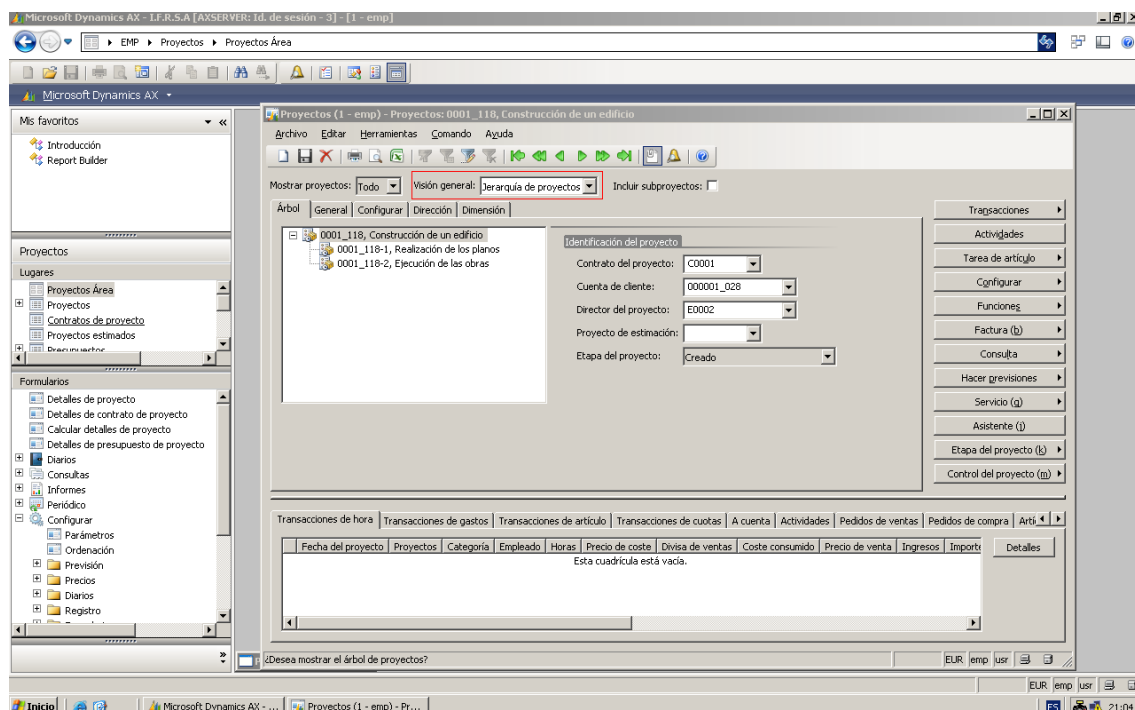 Microsoft Dynamics AX - I.F.R.S.A [AXSERVER: Id. de sesión - 3] - [1 - emp]
EMP Proyectos Proyectos Área
Microsoft Dynamics AX
Mis favoritos
Introducción
Report Builder
Proyectos
Lugares
Proyectos Área
Proyectos
Contratos de proyecto
Proyectos estimados
Presupuestos
Formularios
Detalles de proyecto
Detalles de contrato de proyecto
Calcular detalles de proyecto
Detalles de presupuesto de proyecto
Diarios
Consultas
Informes
Periódico
Configurar
Parámetros
Ordenación
Previsión
Precios
Diarios
Registro
Proyectos (1 - emp) - Proyectos: 0001_118, Construcción de un edificio
Archivo Editar Herramientas Comando Ayuda
Mostrar proyectos: Todo Visión general: Jerarquía de proyectos Incluir subproyectos:
Árbol General Configurar Dirección Dimensión
0001_118, Construcción de un edificio
0001_118-1, Realización de los planos
0001_118-2, Ejecución de las obras
Identificación del proyecto
Contrato del proyecto: C0001
Cuenta de cliente: 000001_028
Director del proyecto: E0002
Proyecto de estimación:
Etapa del proyecto: Creado
Transacciones
Actividades
Tarea de artículo
Configurar
Funciones
Factura (b)
Consulta
Hacer previsiones
Servicio (q)
Asistente (j)
Etapa del proyecto (k)
Control del proyecto (m)
Transacciones de hora Transacciones de gastos Transacciones de artículo Transacciones de cuotas A cuenta Actividades Pedidos de ventas Pedidos de compra Artí
Fecha del proyecto Proyectos Categoría Empleado Horas Precio de coste Divisa de ventas Coste consumido Precio de venta Ingresos Importe
Detalles
Esta cuadrícula está vacía.
¿Desea mostrar el árbol de proyectos?
EUR emp usr
EUR emp usr
Inicio Microsoft Dynamics AX - ... Proyectos (1 - emp) - Pr... ES 21:04